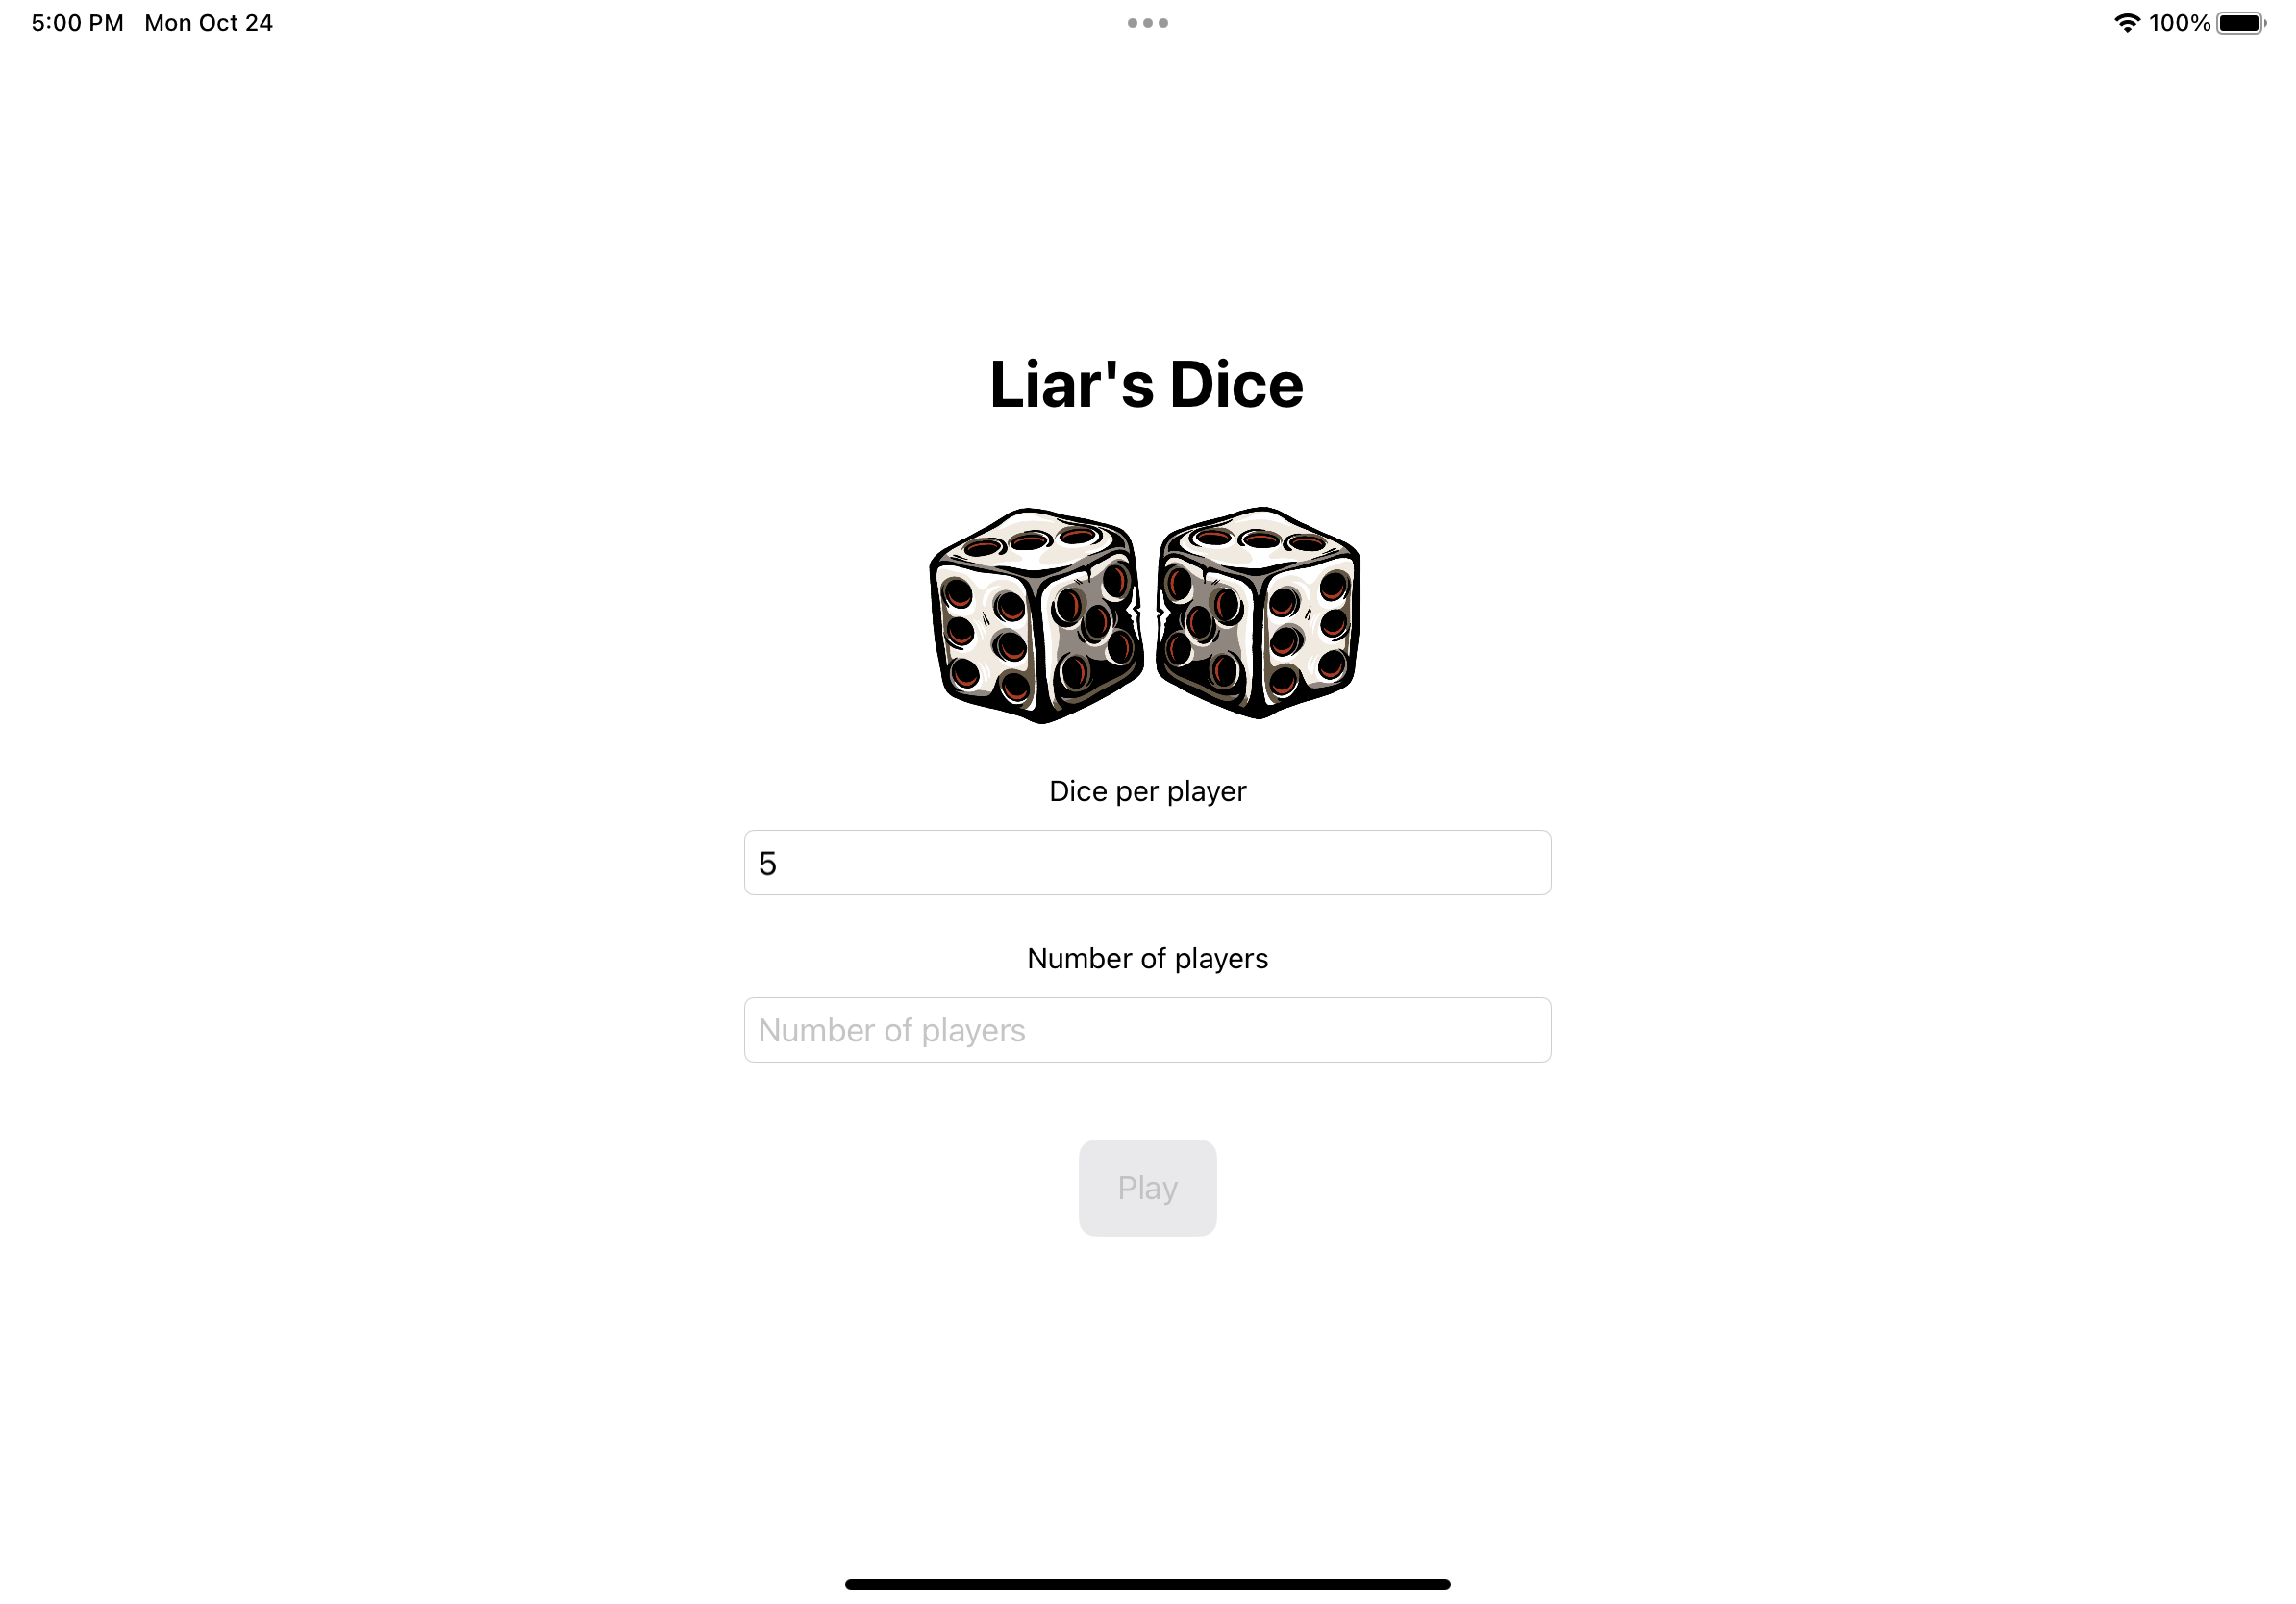 5:00 PM Mon Oct 24
100%
Liar's Dice
Dice per player
5
Number of players
Number of players
Play